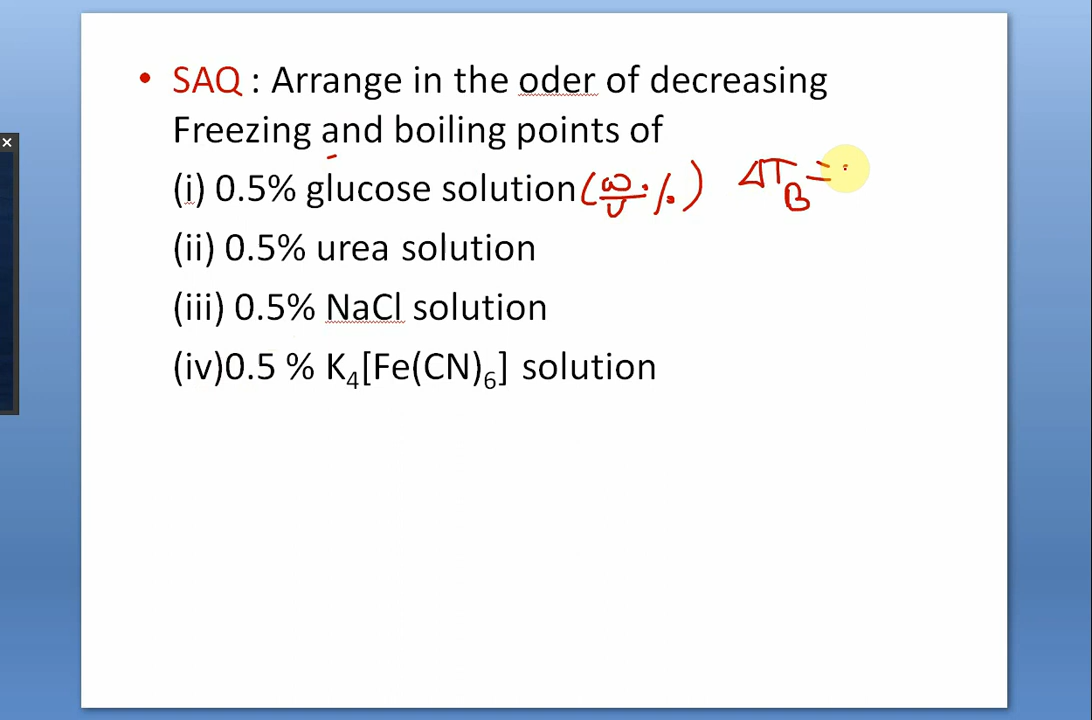 • SAQ : Arrange in the oder of decreasing
Freezing and boiling points of
(i) 0.5% glucose solution (w/v %) ΔT_B =
(ii) 0.5% urea solution
(iii) 0.5% NaCl solution
(iv)0.5 % K₄[Fe(CN)₆] solution